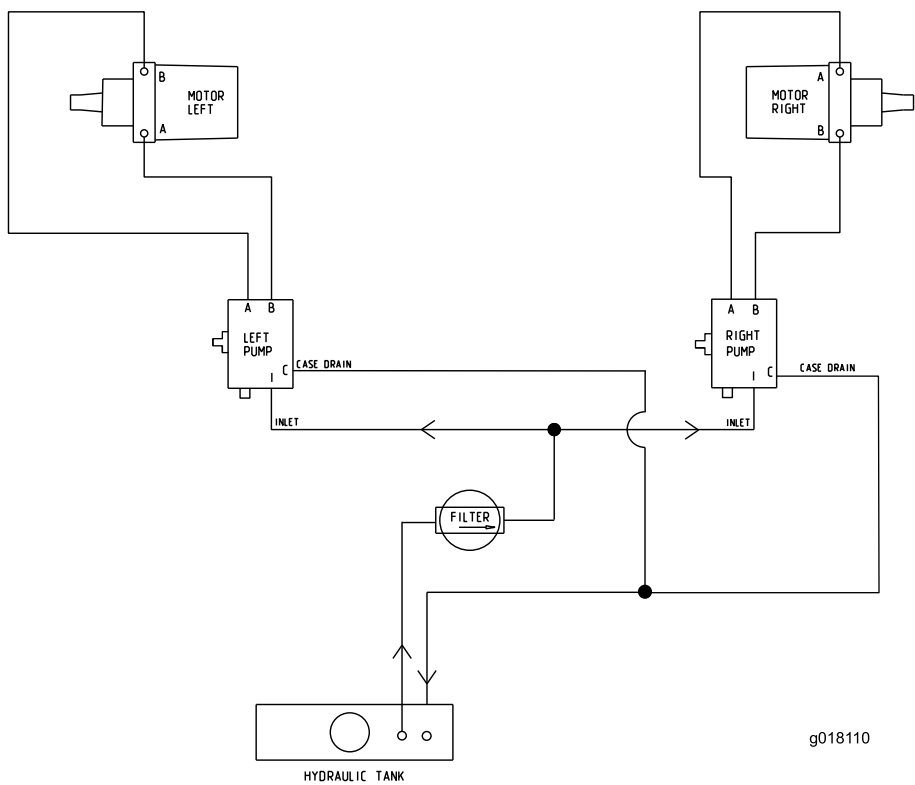 B
MOTOR
LEFT
A
A
MOTOR
RIGHT
B
A B
LEFT
PUMP
C
I
CASE DRAIN
INLET
A B
RIGHT
PUMP
C
I
CASE DRAIN
INLET
FILTER
HYDRAULIC TANK
g018110